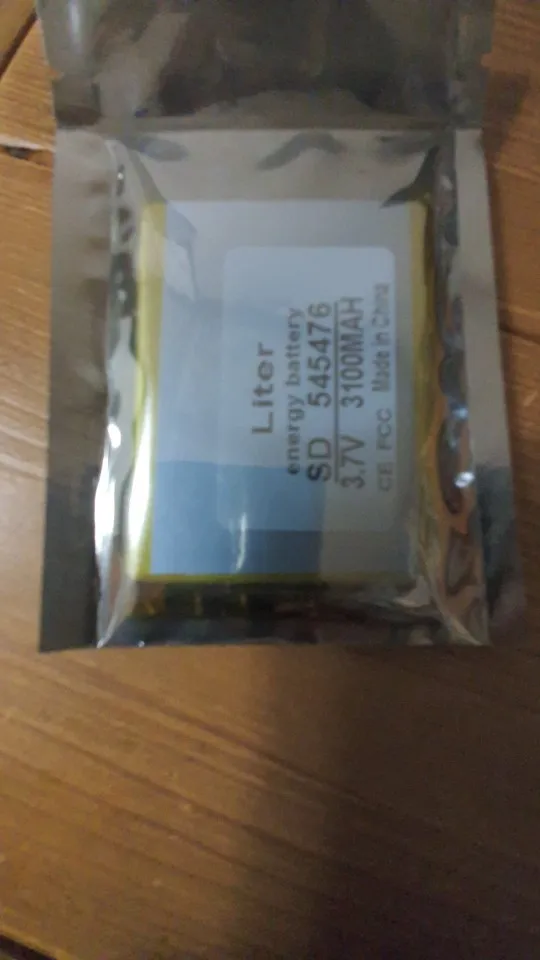 Liter
energy battery
SD 545476
3.7V 3100MAH
CE FCC Made in China